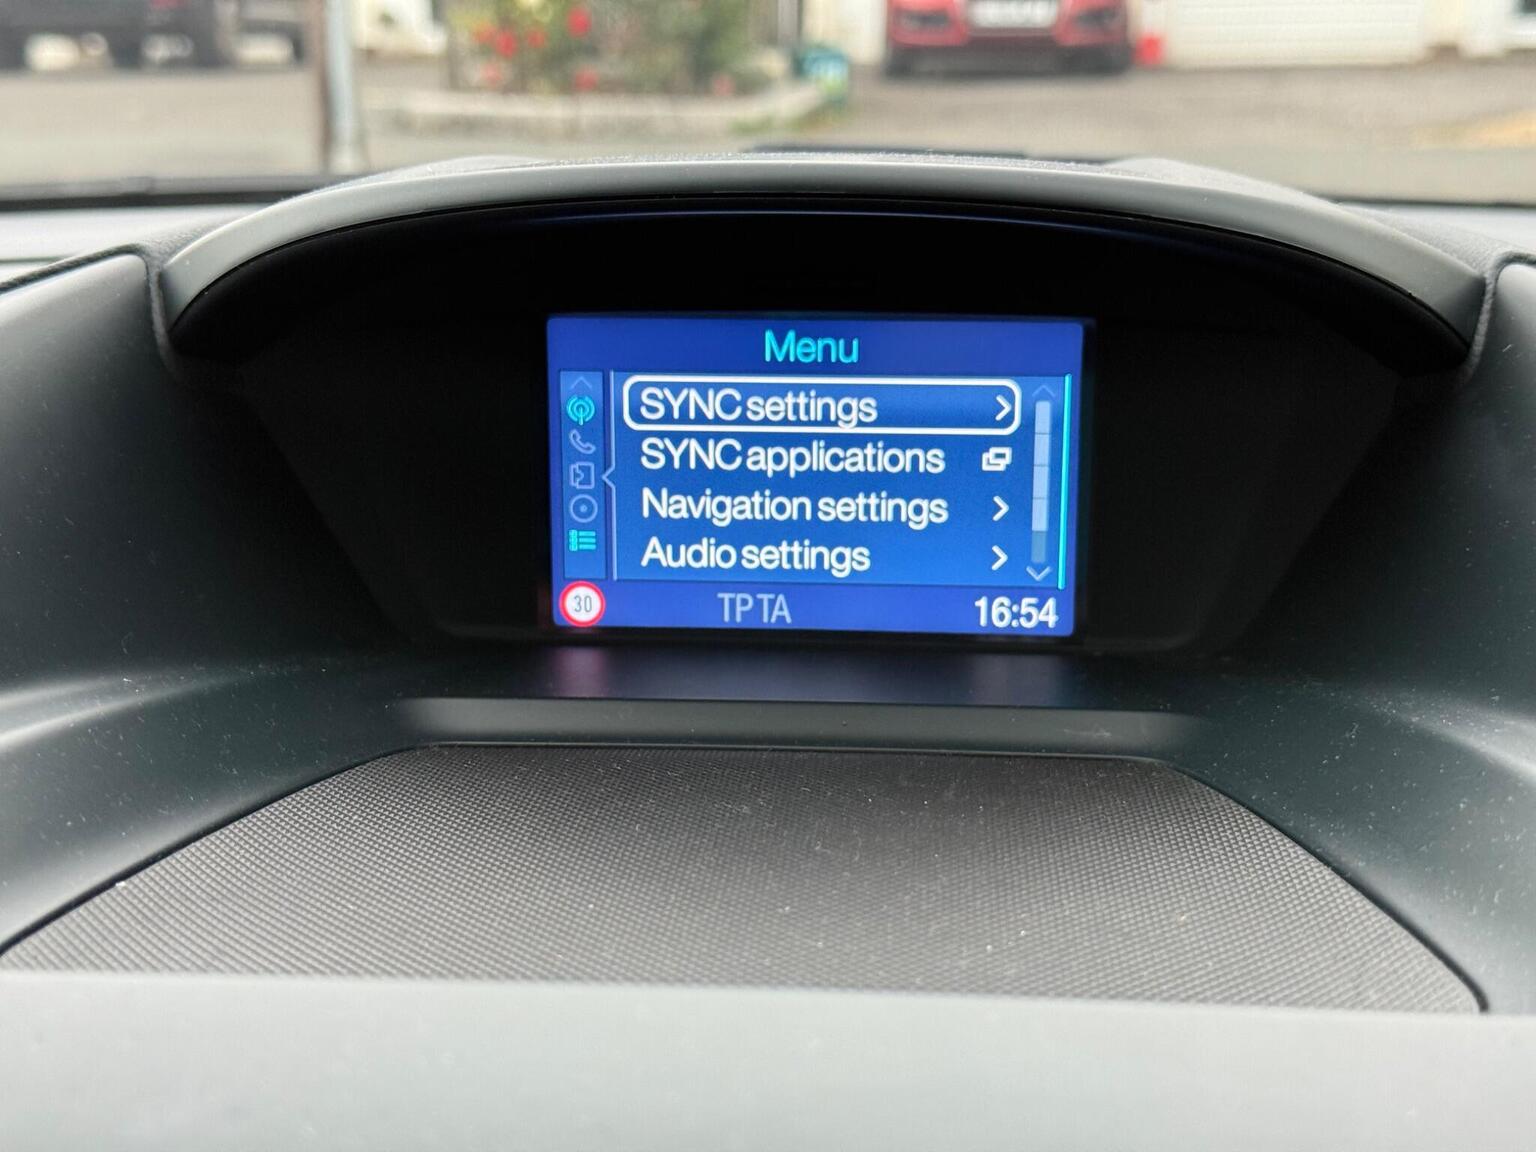 Menu
SYNC settings
SYNC applications
Navigation settings
Audio settings
30 TP TA 16:54